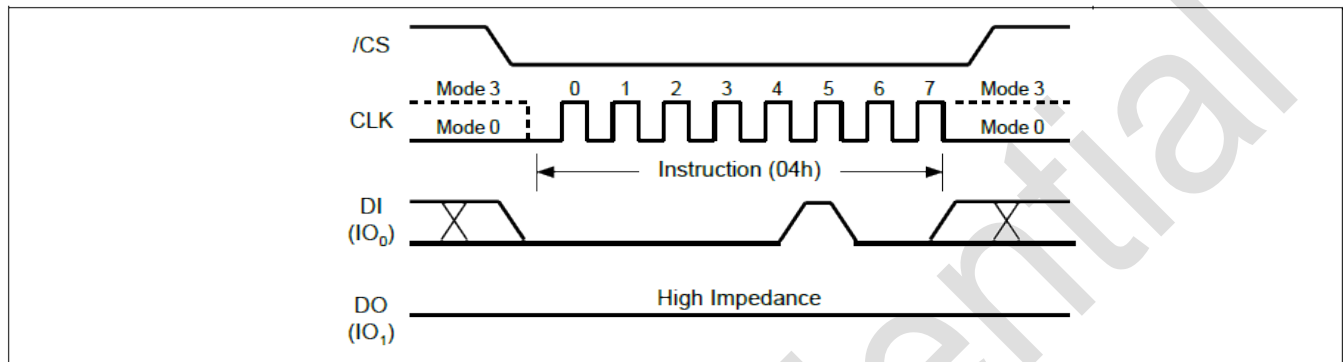 /CS
Mode 3 0 1 2 3 4 5 6 7 Mode 3
CLK
Mode 0 Mode 0
Instruction (04h)
DI
(IO₀)
High Impedance
DO
(IO₁)